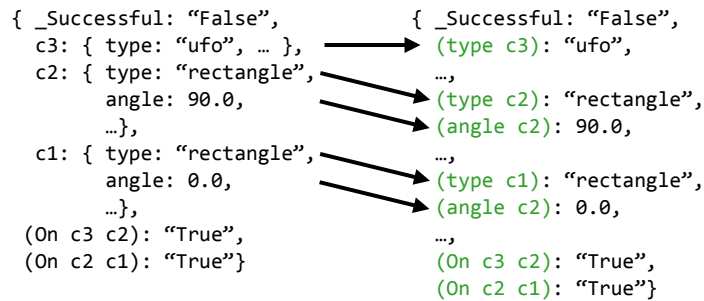 { _Successful: “False”,
c3: { type: “ufo”, … },
c2: { type: “rectangle”,
angle: 90.0,
…},
c1: { type: “rectangle”,
angle: 0.0,
…},
(On c3 c2): “True”,
(On c2 c1): “True”}
{ _Successful: “False”,
(type c3): “ufo”,
…,
(type c2): “rectangle”,
(angle c2): 90.0,
…,
(type c1): “rectangle”,
(angle c2): 0.0,
…,
(On c3 c2): “True”,
(On c2 c1): “True”}